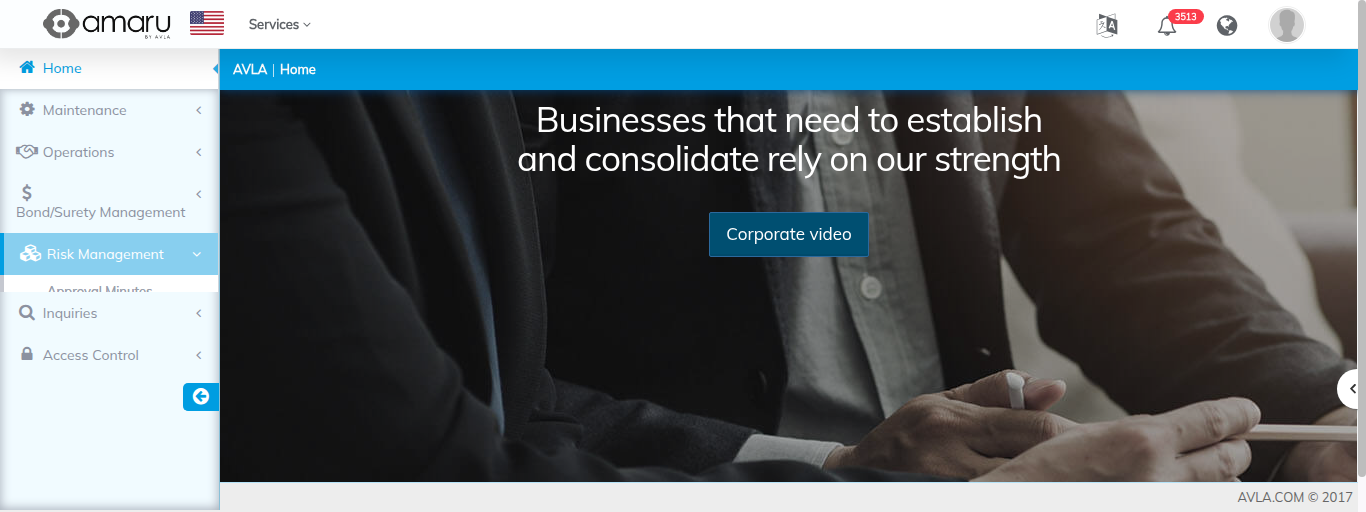 amaru
BY AVLA
Services
3513
Home
AVLA | Home
Maintenance
Operations
Bond/Surety Management
Risk Management
Approval Minutes
Inquiries
Access Control
Businesses that need to establish
and consolidate rely on our strength
Corporate video
AVLA.COM © 2017